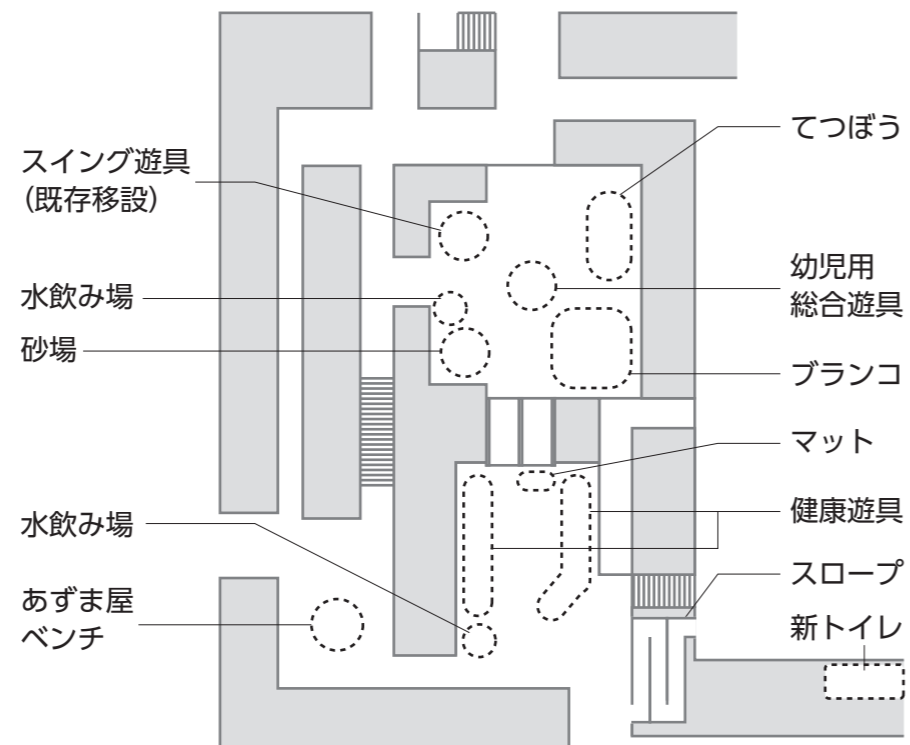 スイング遊具
（既存移設）
水飲み場
砂場
水飲み場
あずま屋
ベンチ
てつぼう
幼児用
総合遊具
ブランコ
マット
健康遊具
スロープ
新トイレ